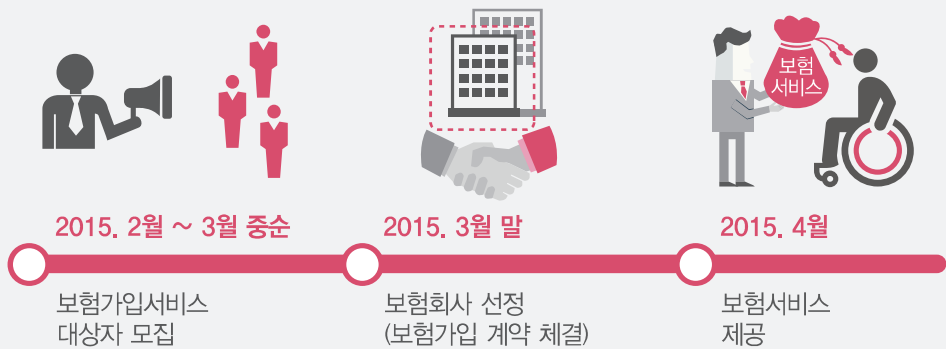 보험
서비스
2015. 2월 ~ 3월 중순
2015. 3월 말
2015. 4월
보험가입서비스
대상자 모집
보험회사 선정
(보험가입 계약 체결)
보험서비스
제공